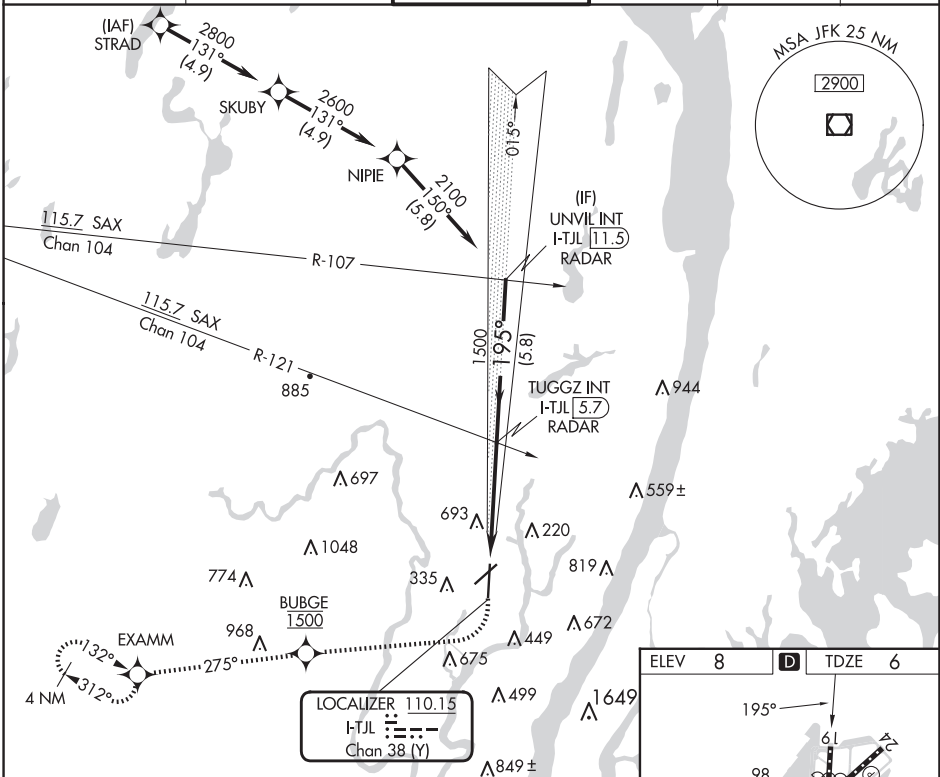 (IAF)
STRAD
2800
131°
(4.9)
SKUBY
2600
131°
(4.9)
NIPIE
2100
150°
(5.8)
015°
MSA JFK 25 NM
2900
(IF)
UNVIL INT
I-TJL 11.5
RADAR
115.7 SAX
Chan 104
R-107
115.7 SAX
Chan 104
R-121
1500
195°
(5.8)
TUGGZ INT
I-TJL 5.7
RADAR
885
944
697
559±
693
220
1048
819
774
335
BUBGE
1500
672
968
449
EXAMM
132°
275°
675
312°
4 NM
499
1649
LOCALIZER 110.15
I-TJL
Chan 38 (Y)
849±
ELEV 8 D TDZE 6
195°
19
24
98